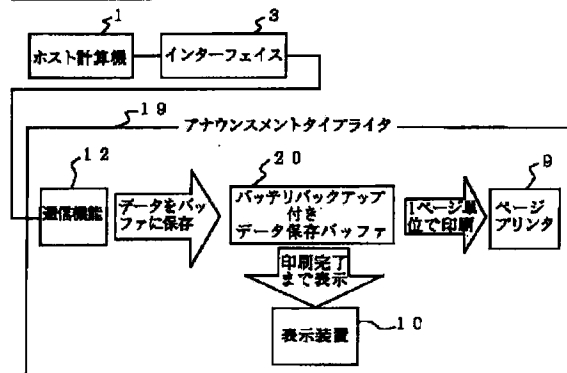 1
3
ホスト計算機
インターフェイス
19
アナウンスメントタイプライタ
12
20
9
通信機能
データをバッ
ファに保存
バッテリバックアップ
付き
データ保存バッファ
1ページ単
位で印刷
ページ
プリンタ
印刷完了
まで表示
10
表示装置